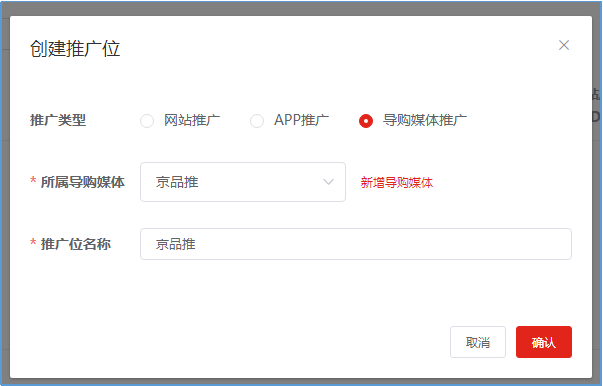 创建推广位
推广类型 网站推广 APP推广 导购媒体推广
* 所属导购媒体 京品推 新增导购媒体
* 推广位名称 京品推
取消 确认